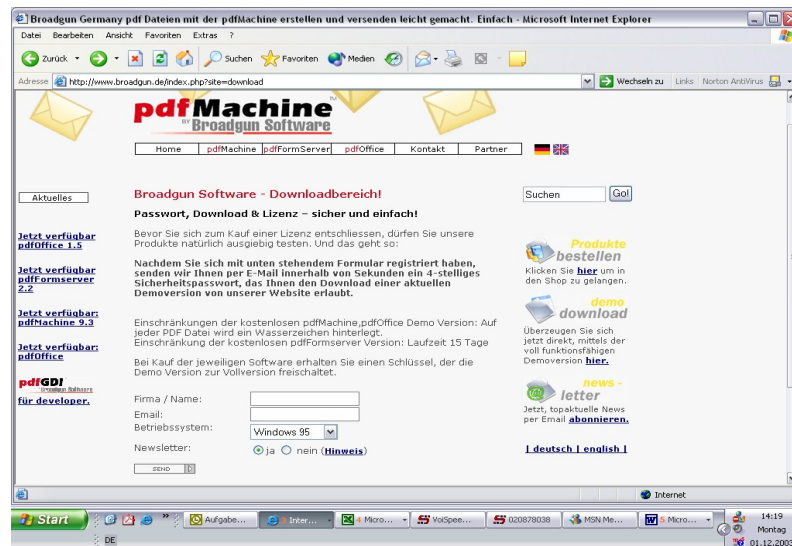 Broadgun Germany pdf Dateien mit der pdfMachine erstellen und versenden leicht gemacht. Einfach - Microsoft Internet Explorer
Datei Bearbeiten Ansicht Favoriten Extras ?
Zurück Suchen Favoriten Medien
Adresse http://www.broadgun.de/index.php?site=download Wechseln zu Links Norton AntiVirus
pdfMachine™
BY Broadgun Software
Home pdfMachine pdfFormServer pdfOffice Kontakt Partner
Aktuelles
Jetzt verfügbar
pdfOffice 1.5
Jetzt verfügbar
pdfFormserver
2.2
Jetzt verfügbar:
pdfMachine 9.3
Jetzt verfügbar:
pdfOffice
pdfGDI
Broadgun Software
für developer.
Broadgun Software - Downloadbereich!
Passwort, Download & Lizenz – sicher und einfach!
Bevor Sie sich zum Kauf einer Lizenz entschliessen, dürfen Sie unsere
Produkte natürlich ausgiebig testen. Und das geht so:
Nachdem Sie sich mit unten stehendem Formular registriert haben,
senden wir Ihnen per E-Mail innerhalb von Sekunden ein 4-stelliges
Sicherheitspasswort, das Ihnen den Download einer aktuellen
Demoversion von unserer Website erlaubt.
Einschränkungen der kostenlosen pdfMachine,pdfOffice Demo Version: Auf
jeder PDF Datei wird ein Wasserzeichen hinterlegt.
Einschränkung der kostenlosen pdfFormserver Version: Laufzeit 15 Tage
Bei Kauf der jeweiligen Software erhalten Sie einen Schlüssel, der die
Demo Version zur Vollversion freischaltet.
Firma / Name:
Email:
Betriebssystem: Windows 95
Newsletter: ja nein (Hinweis)
SEND
Suchen Go!
Produkte
bestellen
Klicken Sie hier um in
den Shop zu gelangen.
demo
download
Überzeugen Sie sich
jetzt direkt, mittels der
voll funktionsfähigen
Demoversion hier.
news -
letter
Jetzt, topaktuelle News
per Email abonnieren.
| deutsch | english |
Internet
Start Aufgabe... 3 Inter... 4 Micro... VoiSpee... 020878038 MSN Me... 5 Micro... 14:19
Montag
DE 01.12.2003